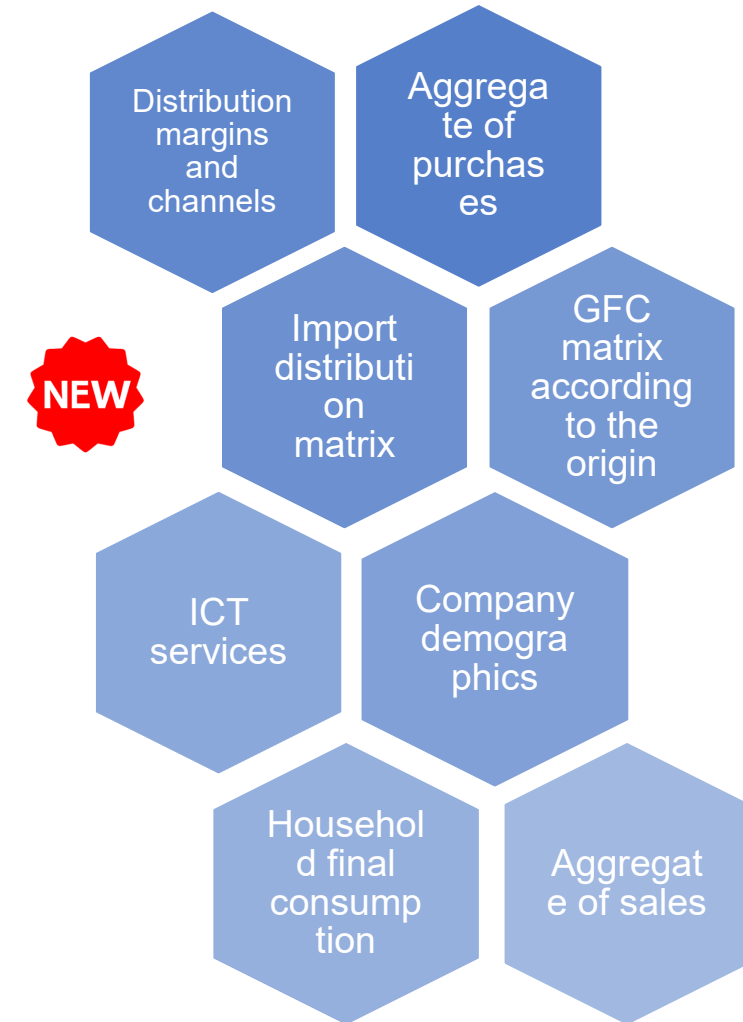 Distribution
margins
and
channels
Aggrega
te of
purchas
es
NEW
Import
distributi
on
matrix
GFC
matrix
according
to the
origin
ICT
services
Company
demogra
phics
Househol
d final
consump
tion
Aggregat
e of sales